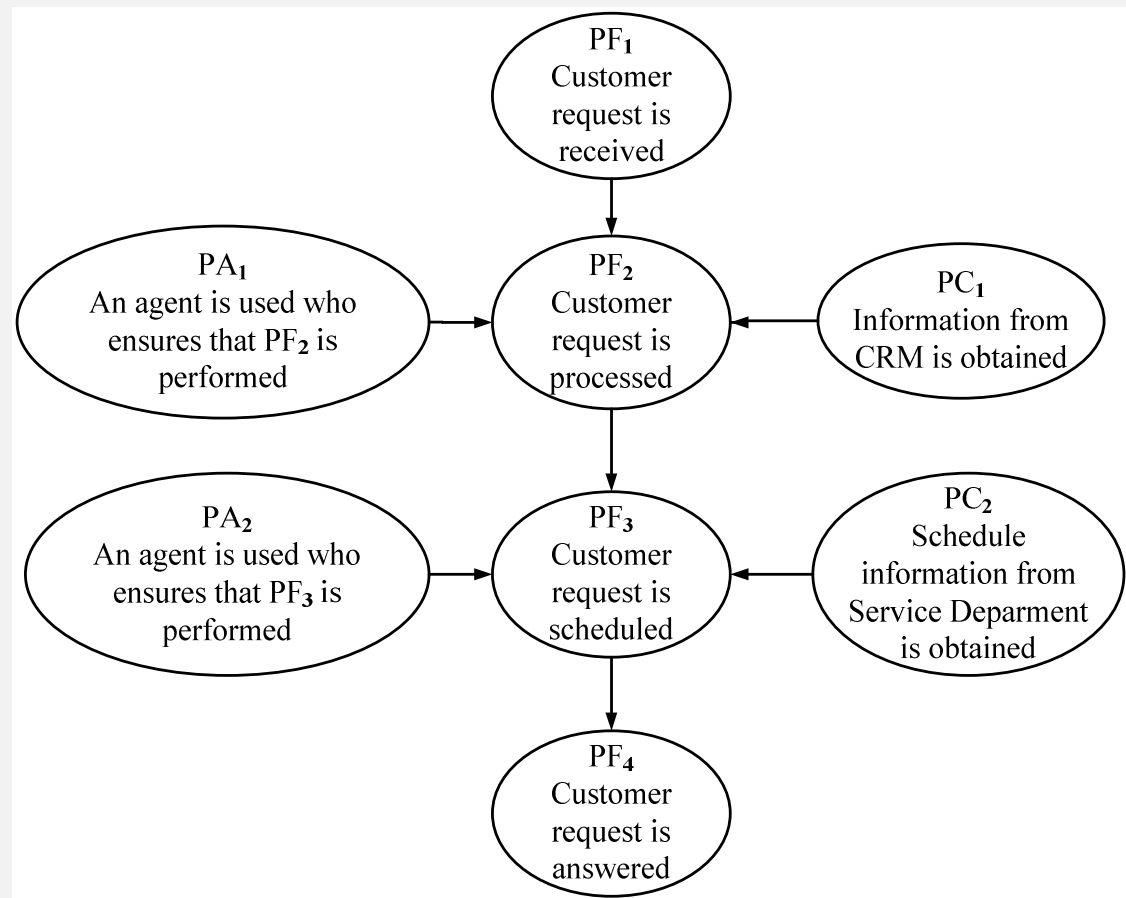 PF₁
Customer
request is
received
PA₁
An agent is used who
ensures that PF₂ is
performed
PF₂
Customer
request is
processed
PC₁
Information from
CRM is obtained
PA₂
An agent is used who
ensures that PF₃ is
performed
PF₃
Customer
request is
scheduled
PC₂
Schedule
information from
Service Deparment
is obtained
PF₄
Customer
request is
answered